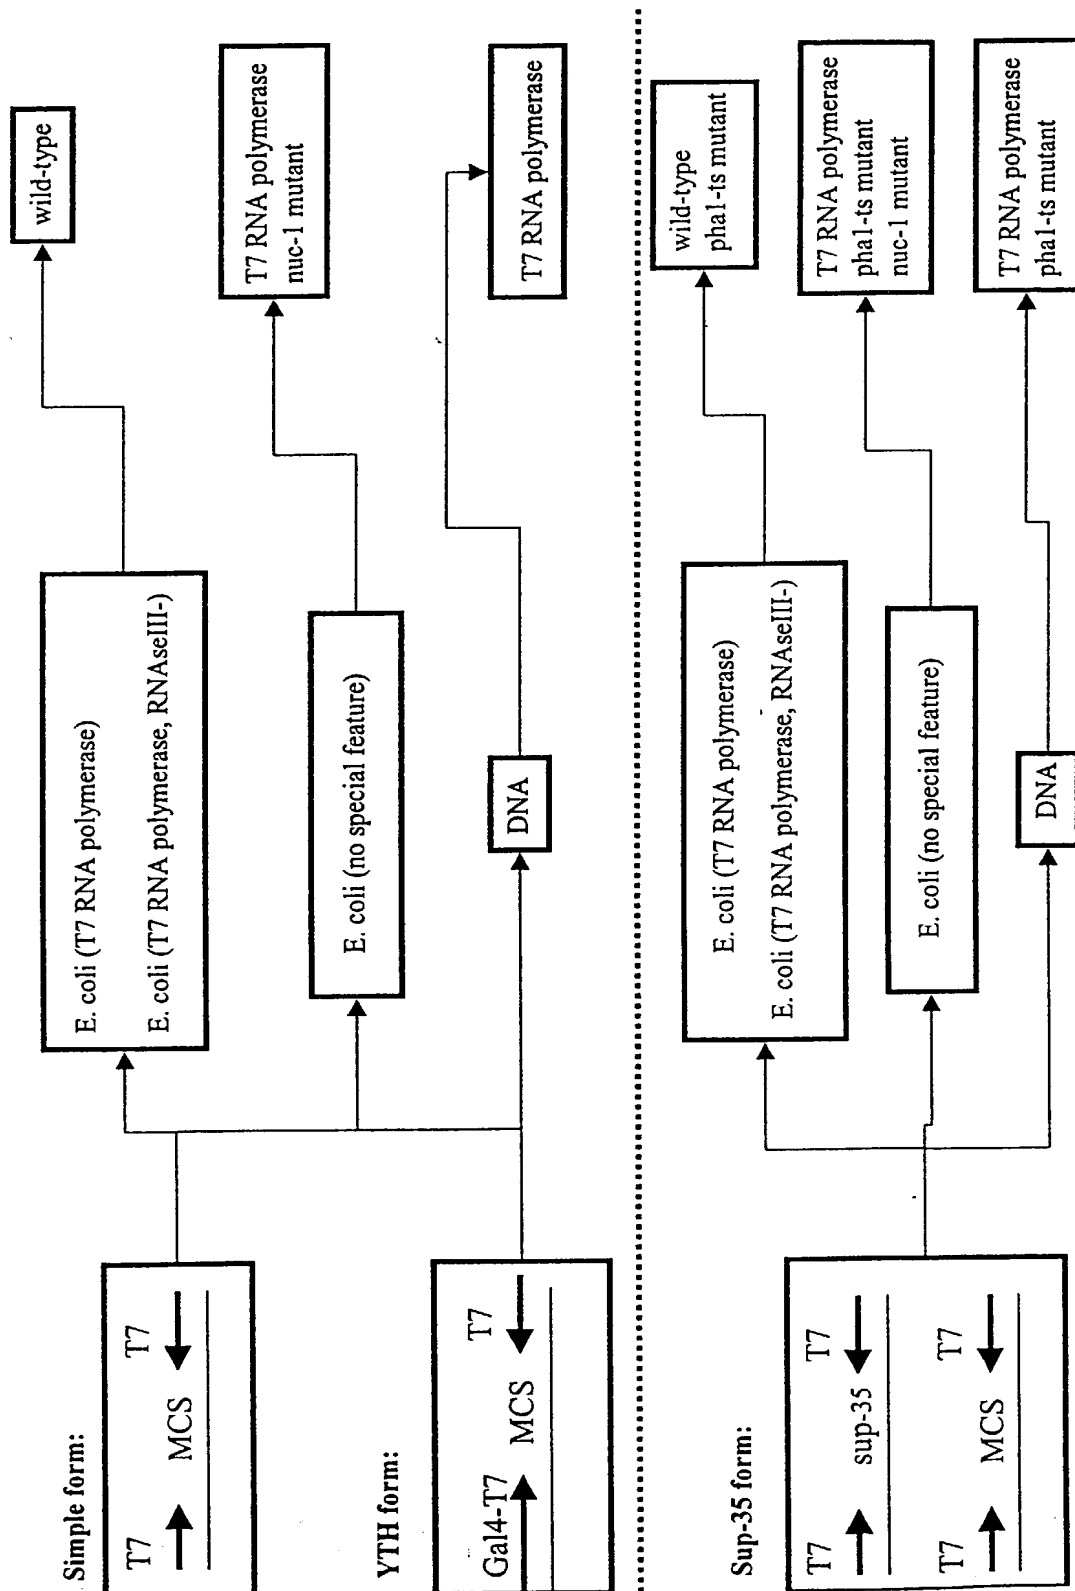 Simple form:
T7 T7
MCS
E. coli (T7 RNA polymerase)
E. coli (T7 RNA polymerase, RNAseIII-)
wild-type
E. coli (no special feature)
T7 RNA polymerase
nuc-1 mutant
YTH form:
Gal4-T7 T7
MCS
DNA
T7 RNA polymerase
Sup-35 form:
T7 T7
sup-35
T7 T7
MCS
E. coli (T7 RNA polymerase)
E. coli (T7 RNA polymerase, RNAseIII-)
wild-type
pha1-ts mutant
E. coli (no special feature)
T7 RNA polymerase
pha1-ts mutant
nuc-1 mutant
DNA
T7 RNA polymerase
pha1-ts mutant